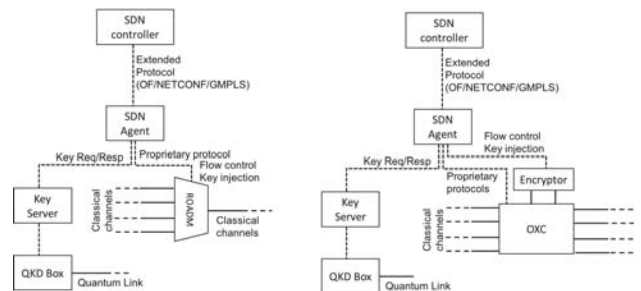 SDN
controller
Extended
Protocol
(OF/NETCONF/GMPLS)
SDN
Agent
Key Req/Resp
Proprietary protocol
Flow control
Key injection
Key
Server
Classical
channels
ROADM
Classical
channels
QKD Box
Quantum Link
SDN
controller
Extended
Protocol
(OF/NETCONF/GMPLS)
SDN
Agent
Flow control
Key injection
Key Req/Resp
Proprietary
protocols
Encryptor
Key
Server
Classical
channels
OXC
QKD Box
Quantum Link